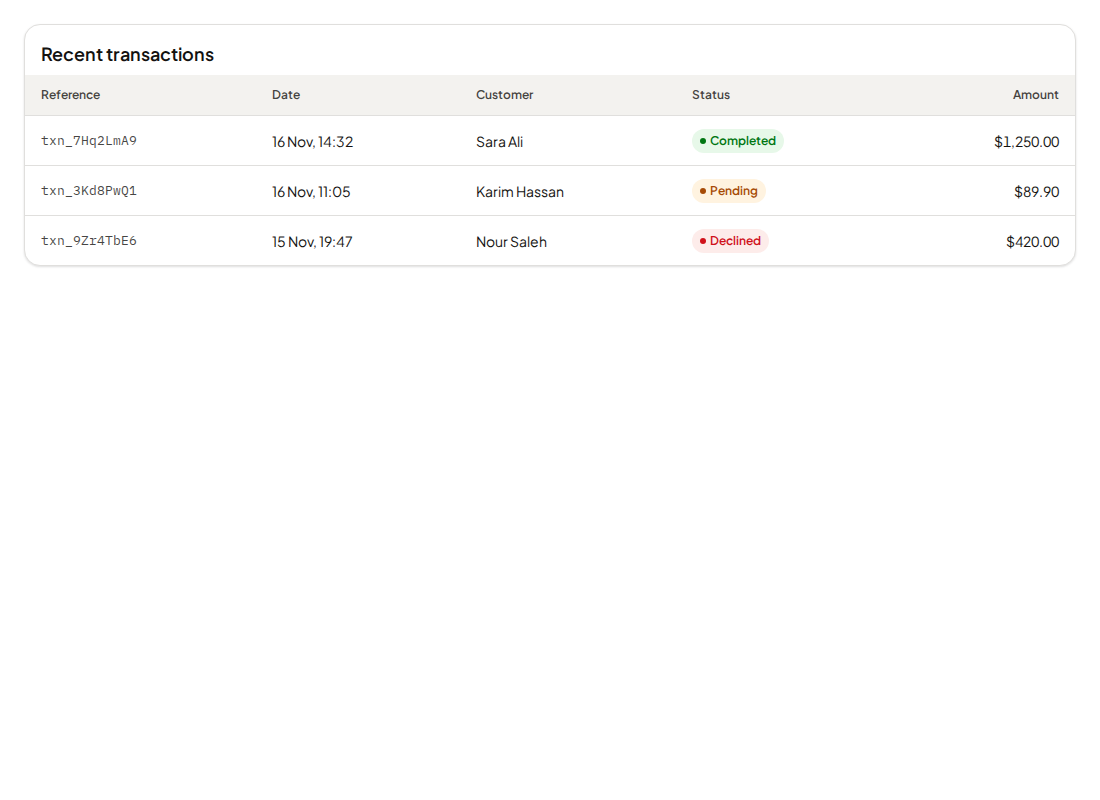 Recent transactions
Reference Date Customer Status Amount
txn_7Hq2LmA9 16 Nov, 14:32 Sara Ali Completed $1,250.00
txn_3Kd8PwQ1 16 Nov, 11:05 Karim Hassan Pending $89.90
txn_9Zr4TbE6 15 Nov, 19:47 Nour Saleh Declined $420.00